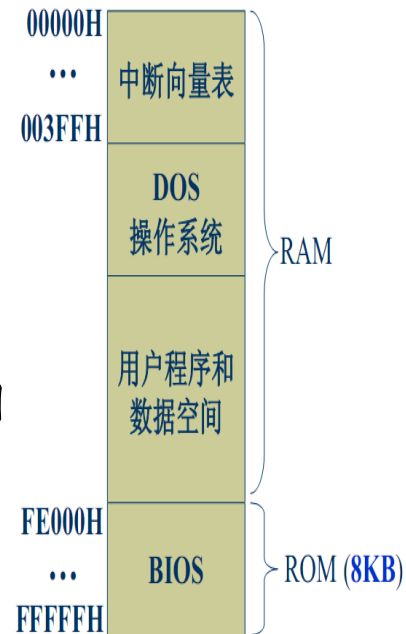 00000H
...
003FFH
中断向量表
DOS
操作系统
RAM
用户程序和
数据空间
FE000H
...
FFFFFH
BIOS
ROM (8KB)